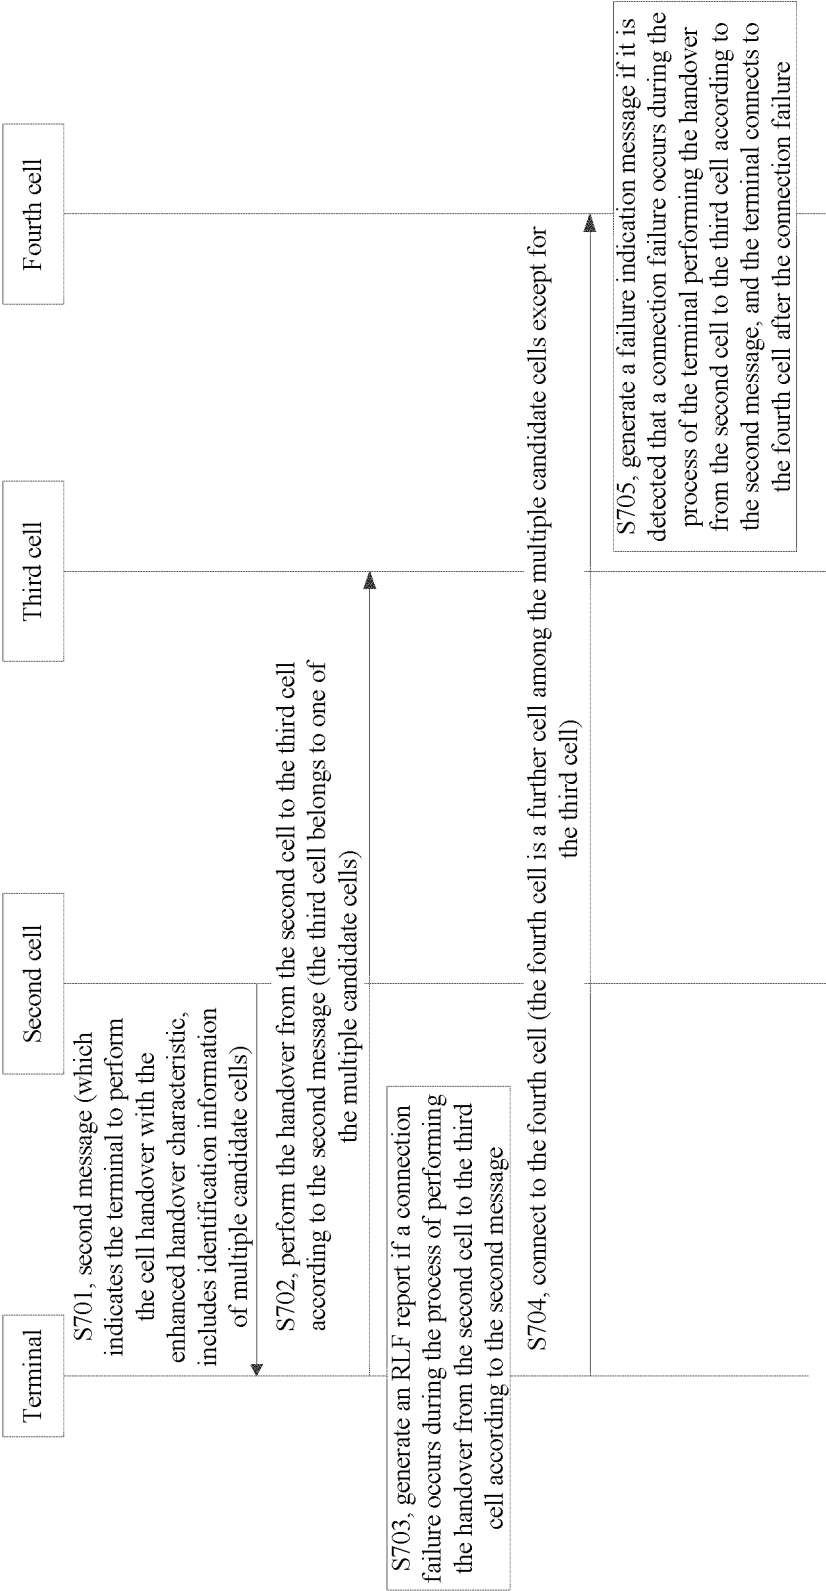 Terminal
Second cell
Third cell
Fourth cell
S701, second message (which
indicates the terminal to perform
the cell handover with the
enhanced handover characteristic,
includes identification information
of multiple candidate cells)
S702, perform the handover from the second cell to the third cell
according to the second message (the third cell belongs to one of
the multiple candidate cells)
S703, generate an RLF report if a connection
failure occurs during the process of performing
the handover from the second cell to the third
cell according to the second message
S704, connect to the fourth cell (the fourth cell is a further cell among the multiple candidate cells except for
the third cell)
S705, generate a failure indication message if it is
detected that a connection failure occurs during the
process of the terminal performing the handover
from the second cell to the third cell according to
the second message, and the terminal connects to
the fourth cell after the connection failure